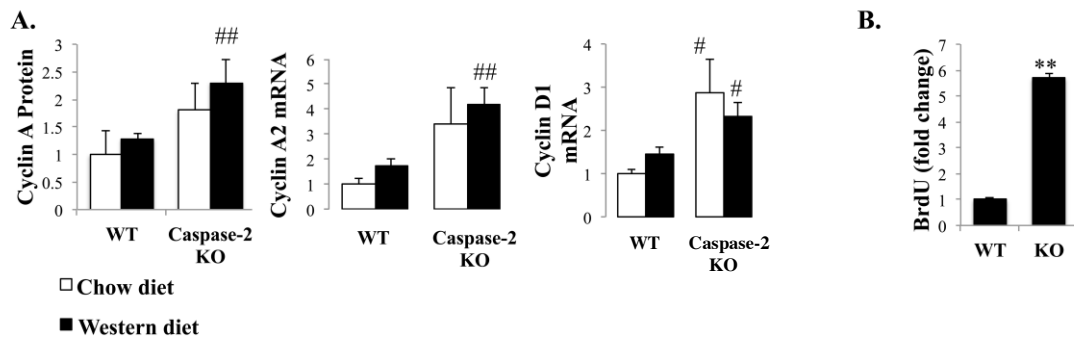 A.
Cyclin A Protein
3
2.5
2
1.5
1
0.5
0
##
WT
Caspase-2
KO
Cyclin A2 mRNA
6
5
4
3
2
1
0
##
WT
Caspase-2
KO
Cyclin D1
mRNA
4
3
2
1
0
#
#
WT
Caspase-2
KO
Chow diet
Western diet
B.
BrdU (fold change)
7
6
5
4
3
2
1
0
**
WT
KO